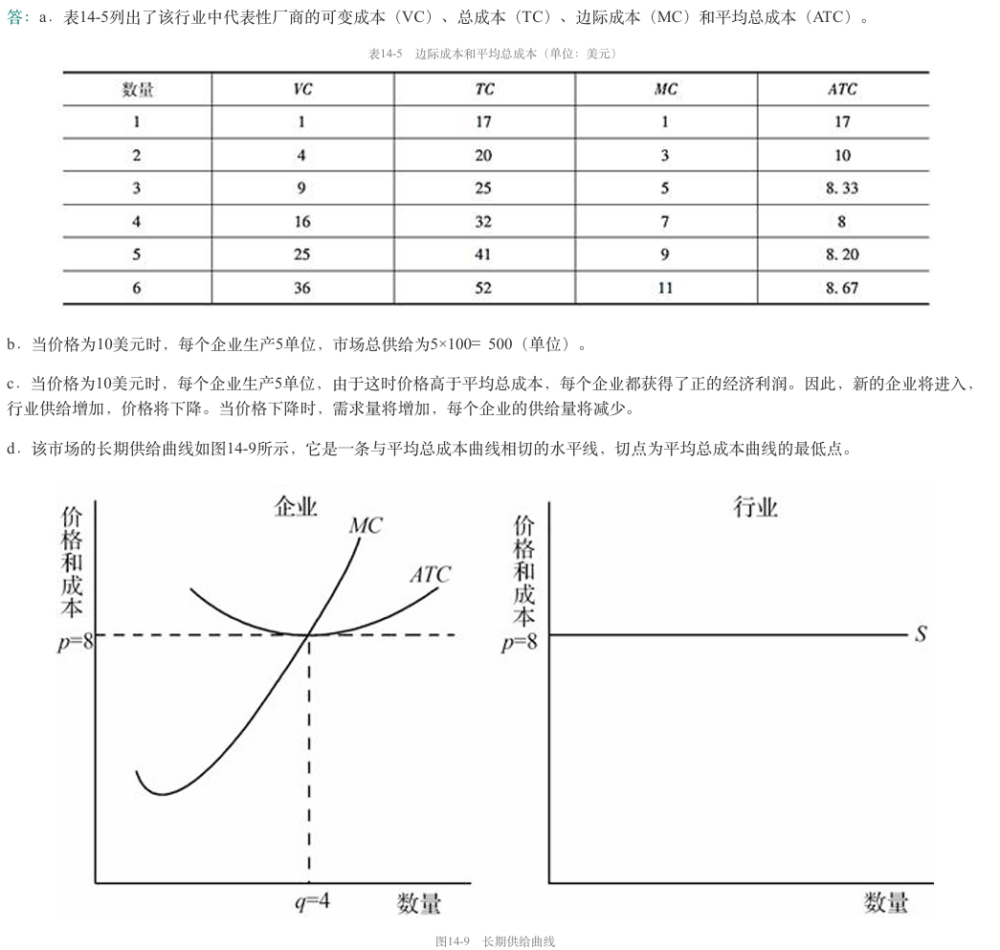 答：a．表14-5列出了该行业中代表性厂商的可变成本（VC）、总成本（TC）、边际成本（MC）和平均总成本（ATC）。
表14-5 边际成本和平均总成本（单位：美元）
数量 VC TC MC ATC
1 1 17 1 17
2 4 20 3 10
3 9 25 5 8.33
4 16 32 7 8
5 25 41 9 8.20
6 36 52 11 8.67
b．当价格为10美元时，每个企业生产5单位，市场总供给为5×100= 500（单位）。
c．当价格为10美元时，每个企业生产5单位，由于这时价格高于平均总成本，每个企业都获得了正的经济利润。因此，新的企业将进入，
行业供给增加，价格将下降。当价格下降时，需求量将增加，每个企业的供给量将减少。
d．该市场的长期供给曲线如图14-9所示，它是一条与平均总成本曲线相切的水平线，切点为平均总成本曲线的最低点。
企业
价格和成本
MC
ATC
p=8
q=4
数量
行业
价格和成本
p=8
S
数量
图14-9 长期供给曲线